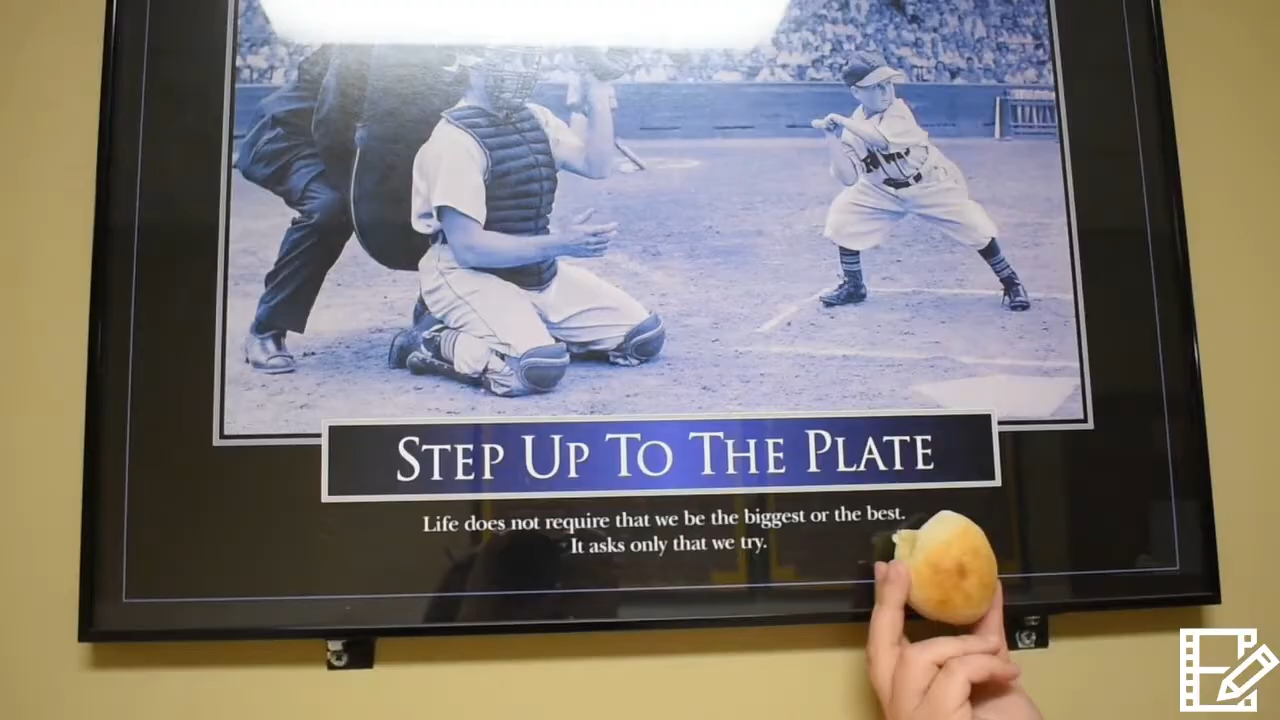 STEP UP TO THE PLATE
Life does not require that we be the biggest or the best.
It asks only that we try.